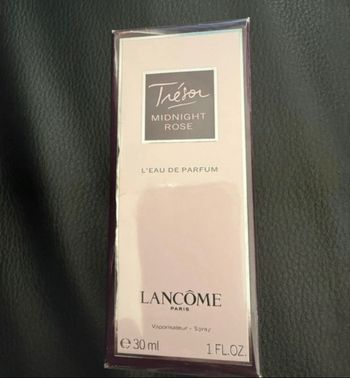 Trésor
MIDNIGHT
ROSE
L'EAU DE PARFUM
LANCÔME
PARIS
Vaporisateur - Spray
℮ 30 ml 1 FL.OZ.